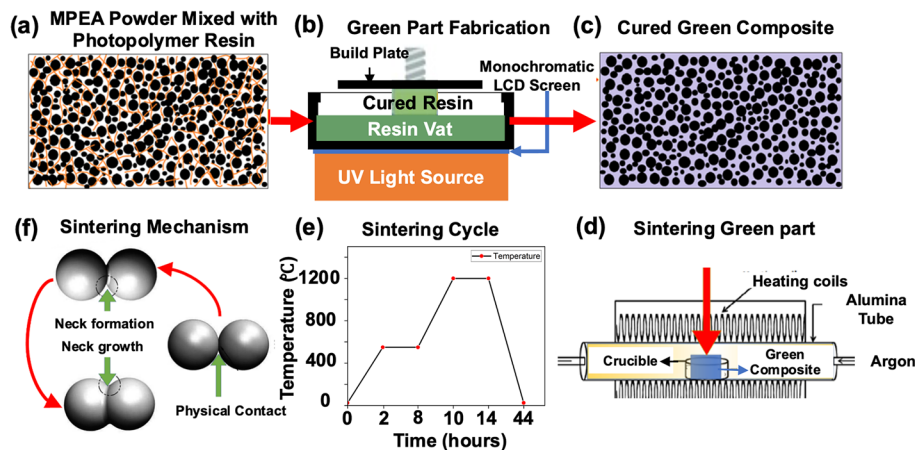 (a) MPEA Powder Mixed with
Photopolymer Resin
(b) Green Part Fabrication
Build Plate
Monochromatic
LCD Screen
Cured Resin
Resin Vat
UV Light Source
(c) Cured Green Composite
(f) Sintering Mechanism
Neck formation
Neck growth
Physical Contact
(e) Sintering Cycle
Temperature
Temperature (℃)
1200
800
400
0
0 2 8 10 14 44
Time (hours)
(d) Sintering Green part
Heating coils
Alumina
Tube
Crucible
Green
Composite
Argon